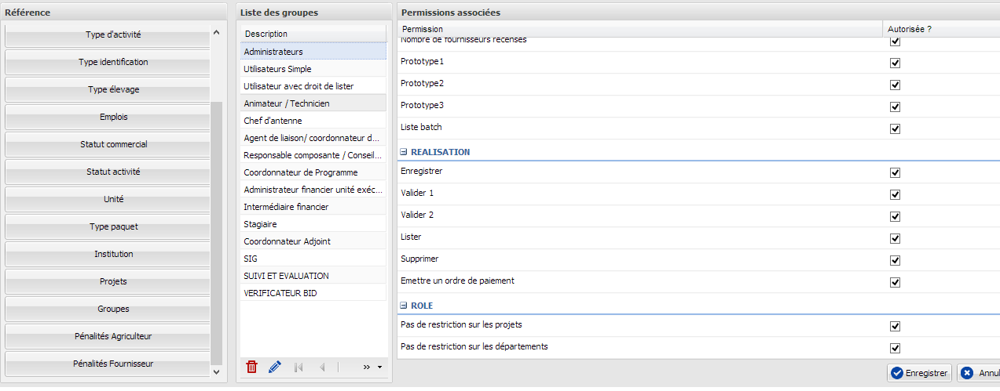 Référence
Type d'activité
Type identification
Type élevage
Emplois
Statut commercial
Statut activité
Unité
Type paquet
Institution
Projets
Groupes
Pénalités Agriculteur
Pénalités Fournisseur
Liste des groupes
Description
Administrateurs
Utilisateurs Simple
Utilisateur avec droit de lister
Animateur / Technicien
Chef d'antenne
Agent de liaison/ coordonnateur d...
Responsable composante / Conseil...
Coordonnateur de Programme
Administrateur financier unité exéc...
Intermédiaire financier
Stagiaire
Coordonnateur Adjoint
SIG
SUIVI ET EVALUATION
VERIFICATEUR BID
Permissions associées
Permission Autorisée ?
Nombre de fournisseurs recensés
Prototype1
Prototype2
Prototype3
Liste batch
REALISATION
Enregistrer
Valider 1
Valider 2
Lister
Supprimer
Emettre un ordre de paiement
ROLE
Pas de restriction sur les projets
Pas de restriction sur les départements
Enregistrer Annul